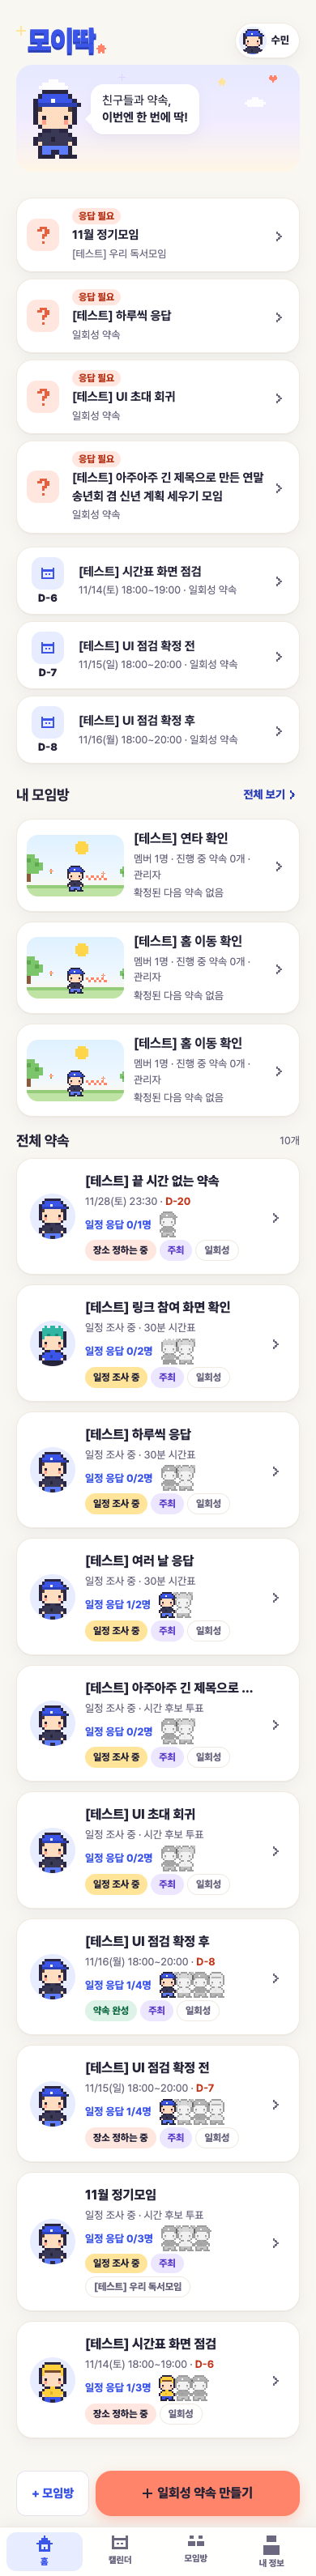 모이딱
수민
친구들과 약속,
이번엔 한 번에 딱!
응답 필요
11월 정기모임
[테스트] 우리 독서모임
응답 필요
[테스트] 하루씩 응답
일회성 약속
응답 필요
[테스트] UI 초대 회귀
일회성 약속
응답 필요
[테스트] 아주아주 긴 제목으로 만든 연말
송년회 겸 신년 계획 세우기 모임
일회성 약속
D-6
[테스트] 시간표 화면 점검
11/14(토) 18:00~19:00 · 일회성 약속
D-7
[테스트] UI 점검 확정 전
11/15(일) 18:00~20:00 · 일회성 약속
D-8
[테스트] UI 점검 확정 후
11/16(월) 18:00~20:00 · 일회성 약속
내 모임방
전체 보기
[테스트] 연타 확인
멤버 1명 · 진행 중 약속 0개 ·
관리자
확정된 다음 약속 없음
[테스트] 홈 이동 확인
멤버 1명 · 진행 중 약속 0개 ·
관리자
확정된 다음 약속 없음
[테스트] 홈 이동 확인
멤버 1명 · 진행 중 약속 0개 ·
관리자
확정된 다음 약속 없음
전체 약속
10개
[테스트] 끝 시간 없는 약속
11/28(토) 23:30 · D-20
일정 응답 0/1명
장소 정하는 중 주최 일회성
[테스트] 링크 참여 화면 확인
일정 조사 중 · 30분 시간표
일정 응답 0/2명
일정 조사 중 주최 일회성
[테스트] 하루씩 응답
일정 조사 중 · 30분 시간표
일정 응답 0/2명
일정 조사 중 주최 일회성
[테스트] 여러 날 응답
일정 조사 중 · 30분 시간표
일정 응답 1/2명
일정 조사 중 주최 일회성
[테스트] 아주아주 긴 제목으로 ...
일정 조사 중 · 시간 후보 투표
일정 응답 0/2명
일정 조사 중 주최 일회성
[테스트] UI 초대 회귀
일정 조사 중 · 시간 후보 투표
일정 응답 0/2명
일정 조사 중 주최 일회성
[테스트] UI 점검 확정 후
11/16(월) 18:00~20:00 · D-8
일정 응답 1/4명
약속 완성 주최 일회성
[테스트] UI 점검 확정 전
11/15(일) 18:00~20:00 · D-7
일정 응답 1/4명
장소 정하는 중 주최 일회성
11월 정기모임
일정 조사 중 · 시간 후보 투표
일정 응답 0/3명
일정 조사 중 주최
[테스트] 우리 독서모임
[테스트] 시간표 화면 점검
11/14(토) 18:00~19:00 · D-6
일정 응답 1/3명
장소 정하는 중 일회성
+ 모임방
+ 일회성 약속 만들기
홈
캘린더
모임방
내 정보